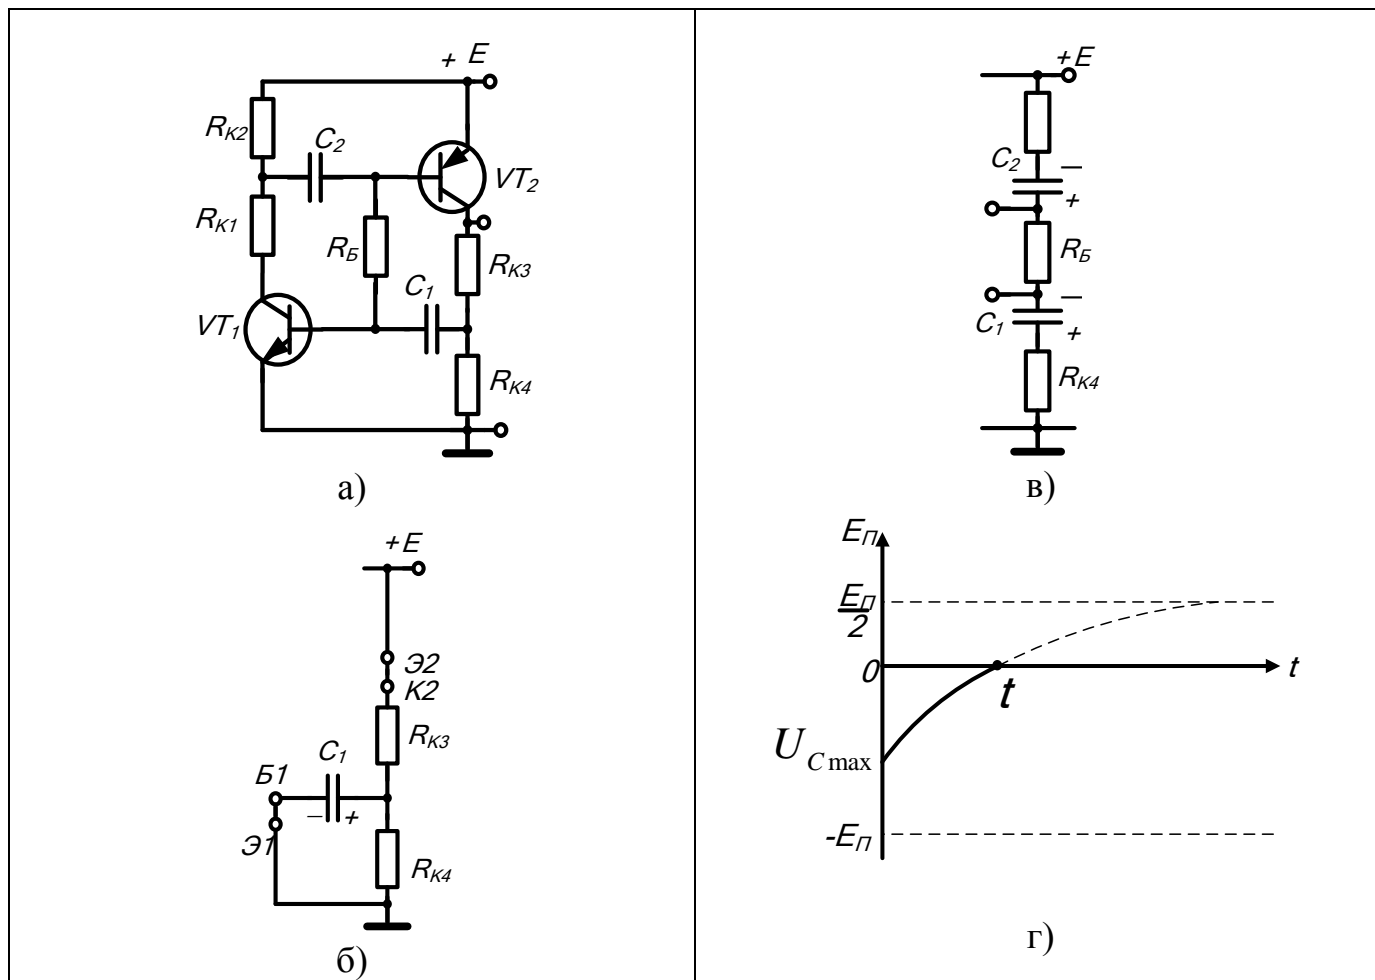 + E
R_K2
C_2
VT_2
R_K1
R_Б
R_K3
C_1
VT_1
R_K4
а)
+E
C_2
–
+
R_Б
–
C_1
+
R_K4
в)
+E
Э2
К2
R_K3
C_1
Б1
– +
Э1
R_K4
б)
E_П
E_П
2
0
t
t
U_C max
-E_П
г)